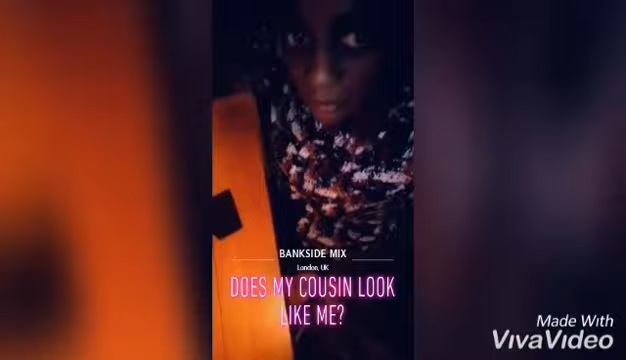 BANKSIDE MIX
London, UK
DOES MY COUSIN LOOK
LIKE ME?
Made With
VivaVideo